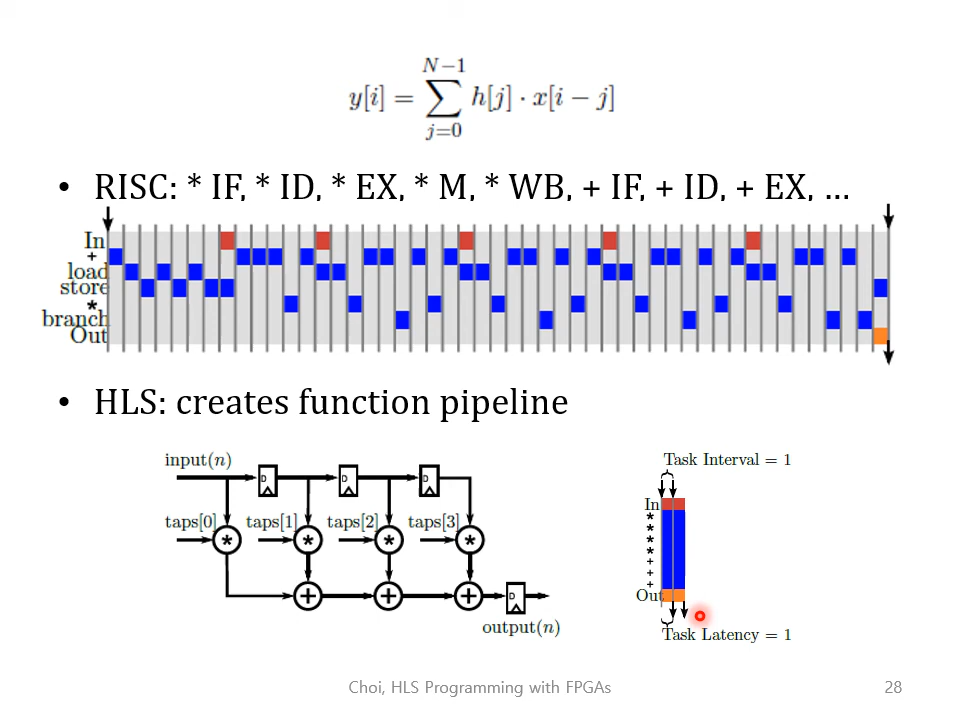 y[i] = \sum_{j=0}^{N-1} h[j] · x[i − j]
• RISC: * IF, * ID, * EX, * M, * WB, + IF, + ID, + EX, …
In
+
load
store
*
branch
Out
• HLS: creates function pipeline
input(n)
D D D
taps[0] taps[1] taps[2] taps[3]
* * * *
+ + +
D
output(n)
Task Interval = 1
In
*
*
*
*
+
+
+
Out
Task Latency = 1
Choi, HLS Programming with FPGAs
28